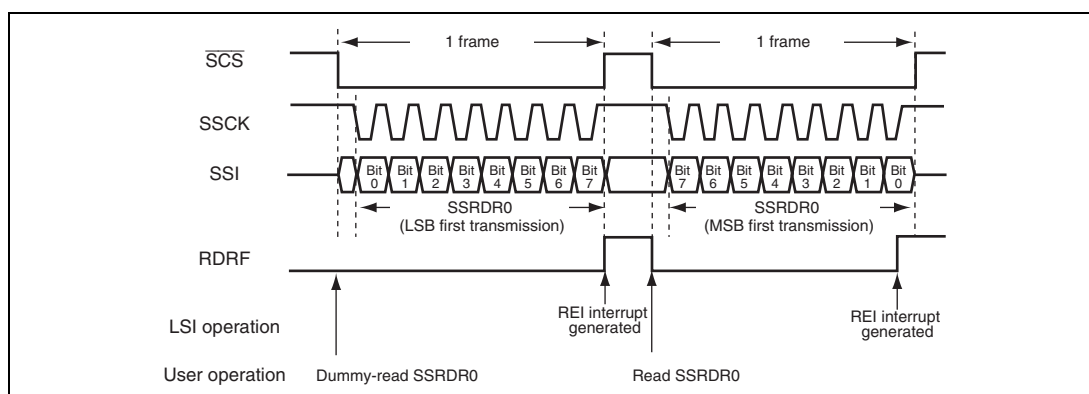 1 frame 1 frame
SCS
SSCK
SSI Bit 0 Bit 1 Bit 2 Bit 3 Bit 4 Bit 5 Bit 6 Bit 7 Bit 7 Bit 6 Bit 5 Bit 4 Bit 3 Bit 2 Bit 1 Bit 0
SSRDR0 SSRDR0
(LSB first transmission) (MSB first transmission)
RDRF
LSI operation REI interrupt generated REI interrupt generated
User operation Dummy-read SSRDR0 Read SSRDR0